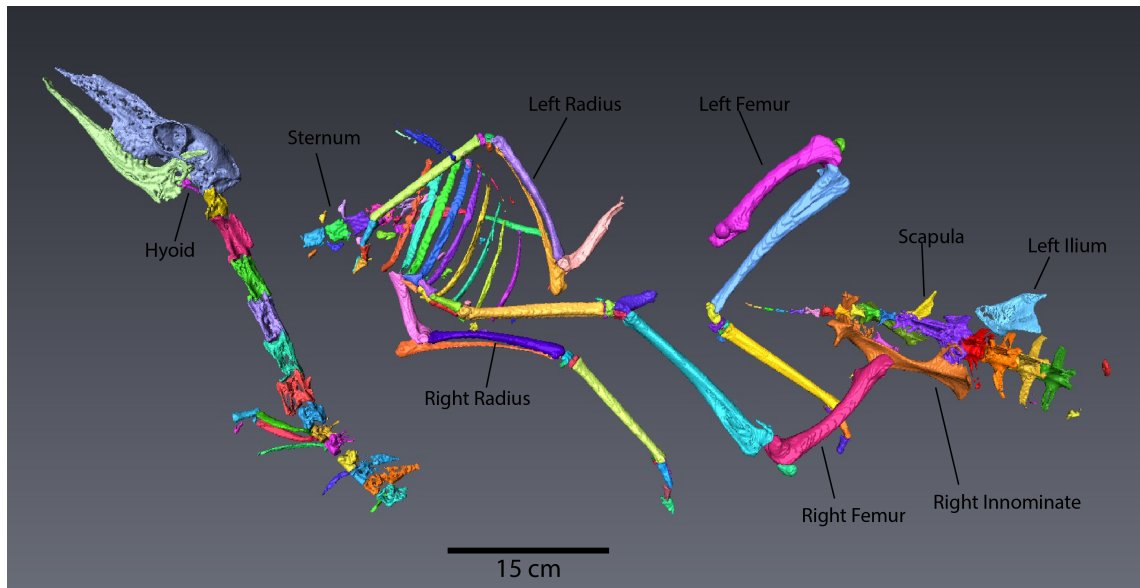 Left Radius
Left Femur
Sternum
Hyoid
Scapula
Left Ilium
Right Radius
Right Innominate
Right Femur
15 cm